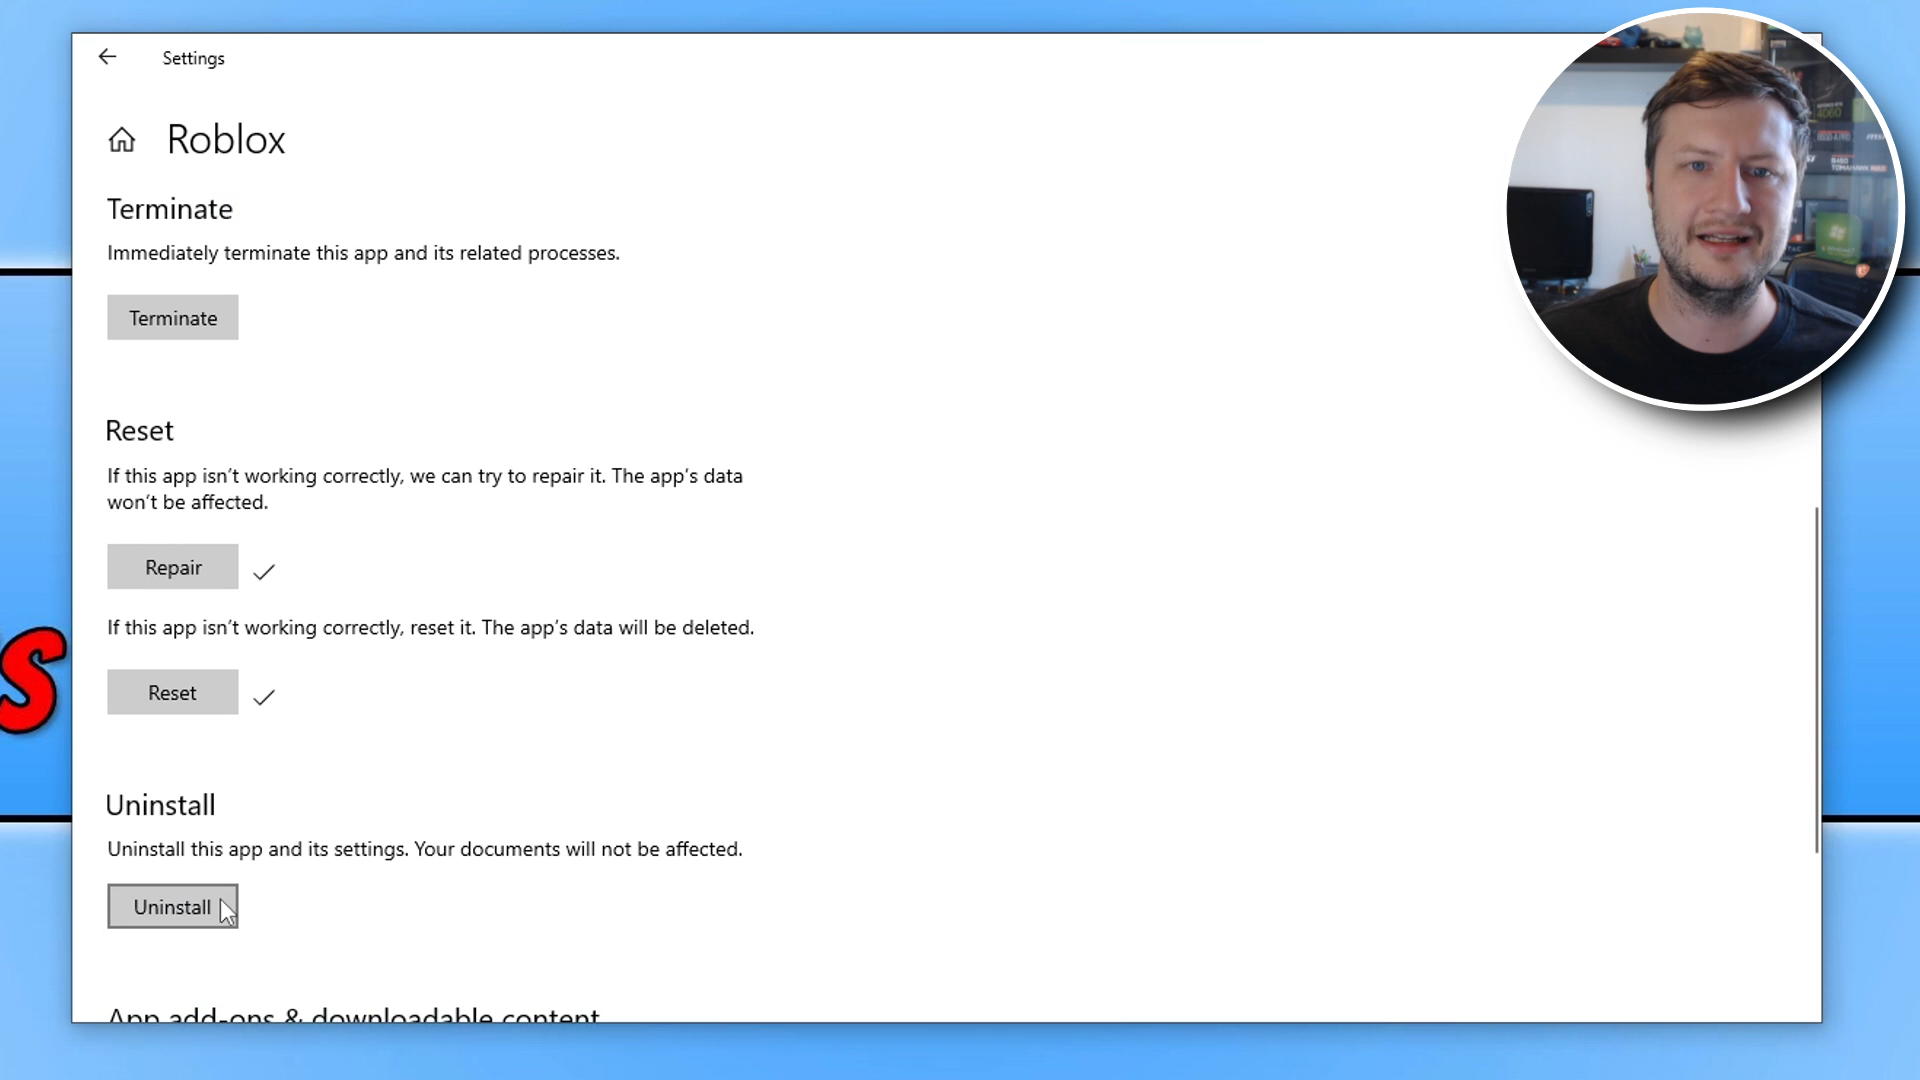 Settings
Roblox
Terminate
Immediately terminate this app and its related processes.
Terminate
Reset
If this app isn't working correctly, we can try to repair it. The app's data
won't be affected.
Repair
If this app isn't working correctly, reset it. The app's data will be deleted.
Reset
Uninstall
Uninstall this app and its settings. Your documents will not be affected.
Uninstall
App add-ons & downloadable content
S
4060
B460
TOMAHAWK